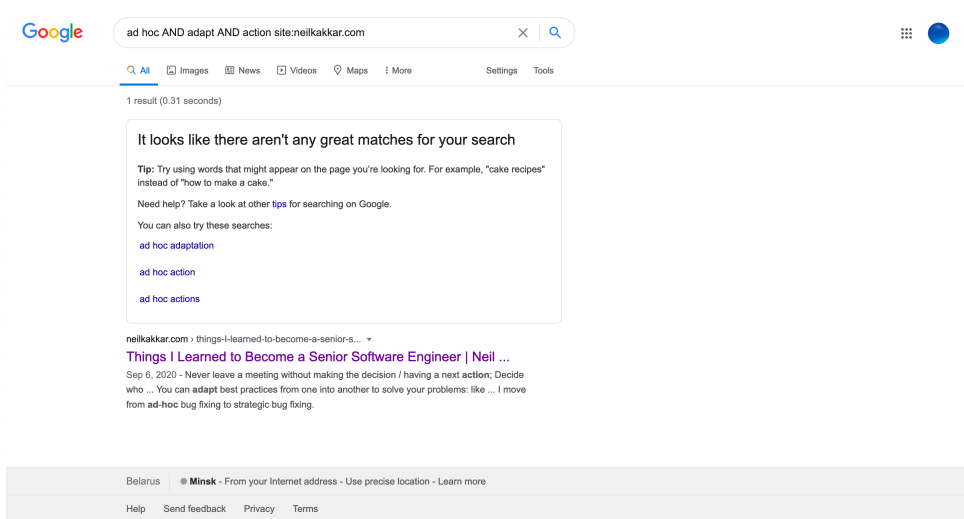 Google
ad hoc AND adapt AND action site:neilkakkar.com
All Images News Videos Maps More Settings Tools
1 result (0.31 seconds)
It looks like there aren't any great matches for your search
Tip: Try using words that might appear on the page you're looking for. For example, "cake recipes"
instead of "how to make a cake."
Need help? Take a look at other tips for searching on Google.
You can also try these searches:
ad hoc adaptation
ad hoc action
ad hoc actions
neilkakkar.com › things-I-learned-to-become-a-senior-s...
Things I Learned to Become a Senior Software Engineer | Neil ...
Sep 6, 2020 - Never leave a meeting without making the decision / having a next action; Decide
who ... You can adapt best practices from one into another to solve your problems: like ... I move
from ad-hoc bug fixing to strategic bug fixing.
Belarus Minsk - From your Internet address - Use precise location - Learn more
Help Send feedback Privacy Terms